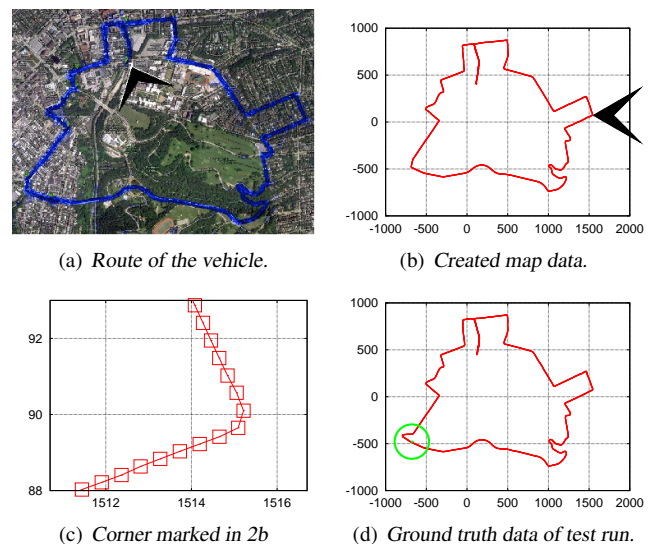 1000
500
0
-500
-1000
-1000 -500 0 500 1000 1500 2000
(a) Route of the vehicle.
(b) Created map data.
92
90
88
1512 1514 1516
1000
500
0
-500
-1000
-1000 -500 0 500 1000 1500 2000
(c) Corner marked in 2b
(d) Ground truth data of test run.